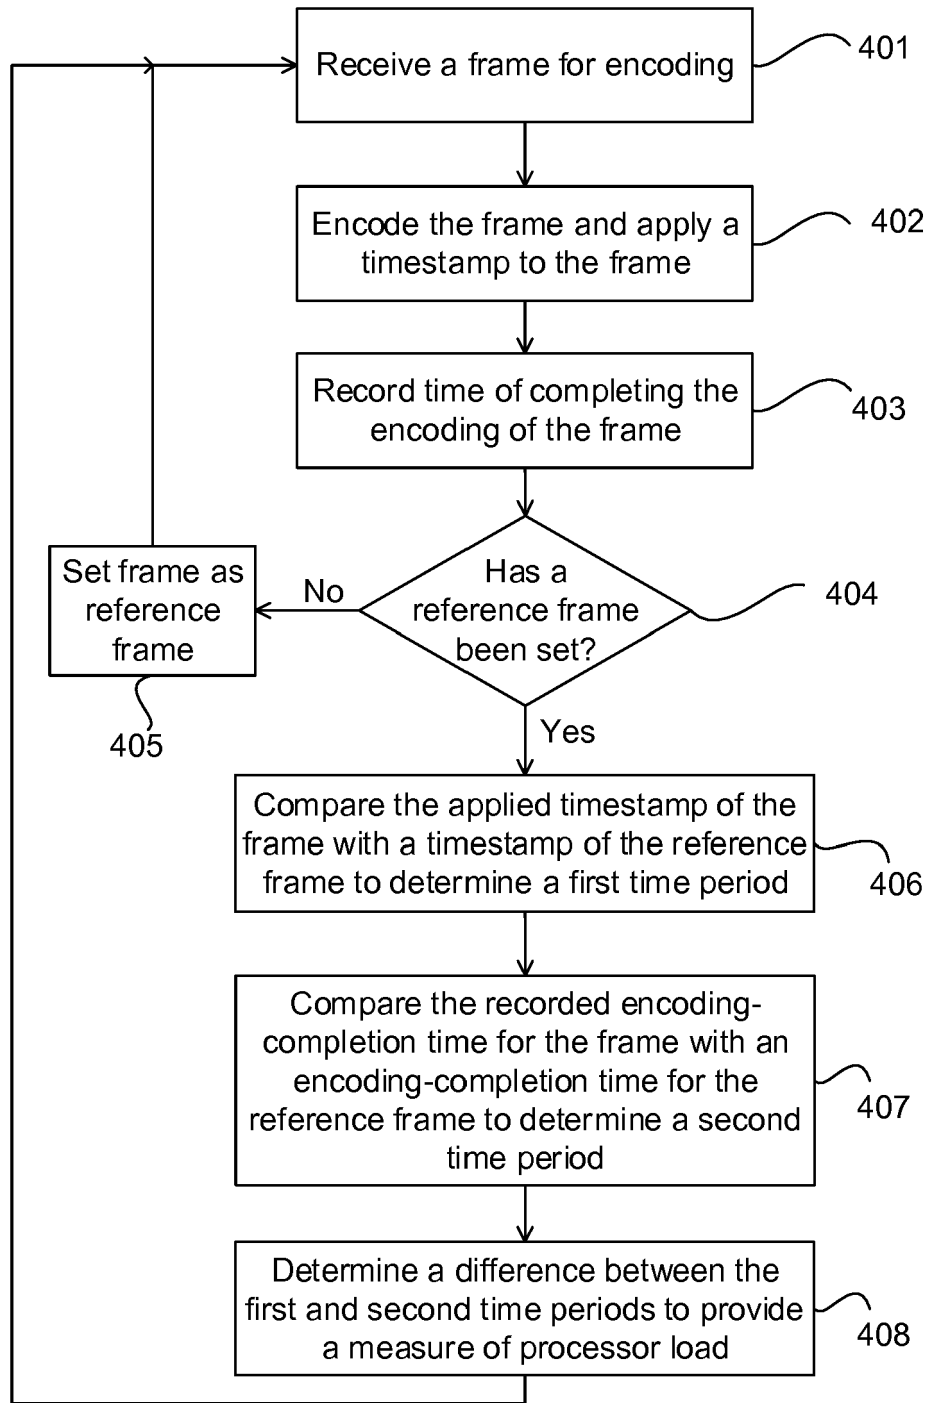 Receive a frame for encoding
401
Encode the frame and apply a
timestamp to the frame
402
Record time of completing the
encoding of the frame
403
Has a
reference frame
been set?
404
No
Set frame as
reference
frame
405
Yes
Compare the applied timestamp of the
frame with a timestamp of the reference
frame to determine a first time period
406
Compare the recorded encoding-
completion time for the frame with an
encoding-completion time for the
reference frame to determine a second
time period
407
Determine a difference between the
first and second time periods to provide
a measure of processor load
408